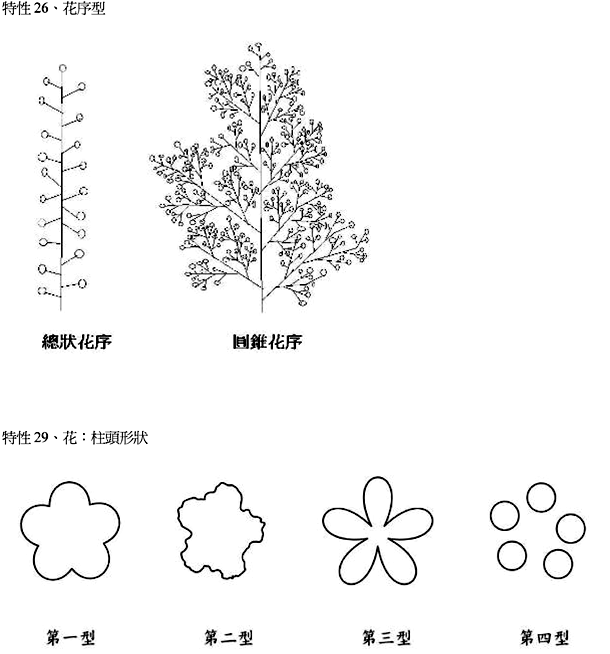 特性 26、花序型
總狀花序 圓錐花序
特性 29、花：柱頭形狀
第一型 第二型 第三型 第四型